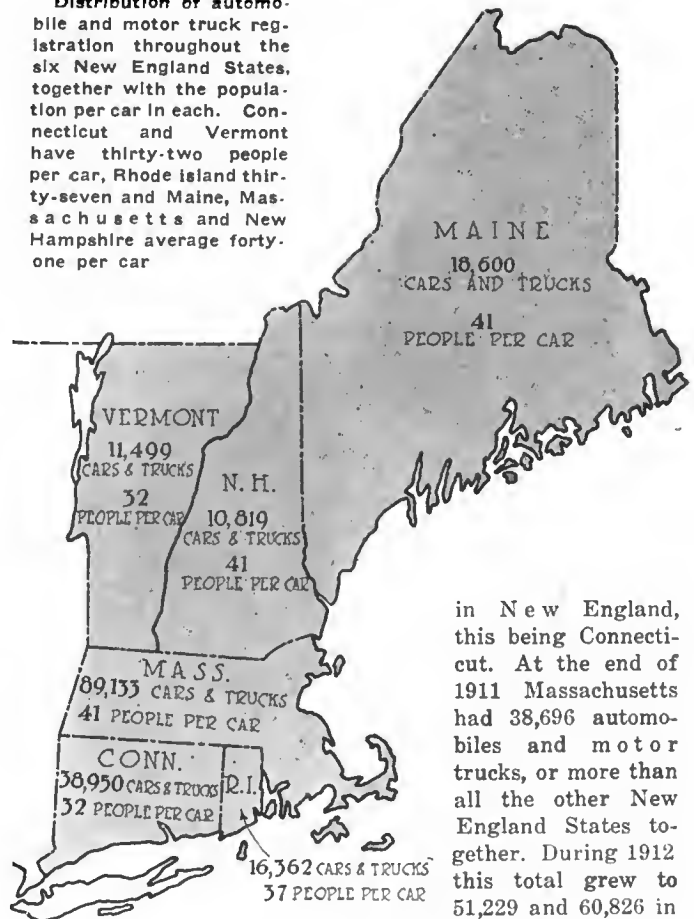 Distribution of automo-
bile and motor truck reg-
istration throughout the
six New England States,
together with the popula-
tion per car in each. Con-
necticut and Vermont
have thirty-two people
per car, Rhode Island thir-
ty-seven and Maine, Mas-
sachusetts and New
Hampshire average forty-
one per car
MAINE
18,600
CARS AND TRUCKS
41
PEOPLE PER CAR
VERMONT
11,499
CARS & TRUCKS
32
PEOPLE PER CAR
N. H.
10,819
CARS & TRUCKS
41
PEOPLE PER CAR
MASS.
89,133 CARS & TRUCKS
41 PEOPLE PER CAR
CONN.
38,950 CARS & TRUCKS
32 PEOPLE PER CAR
R.I.
16,362 CARS & TRUCKS
37 PEOPLE PER CAR
in New England,
this being Connecti-
cut. At the end of
1911 Massachusetts
had 38,696 automo-
biles and motor
trucks, or more than
all the other New
England States to-
gether. During 1912
this total grew to
51,229 and 60,826 in